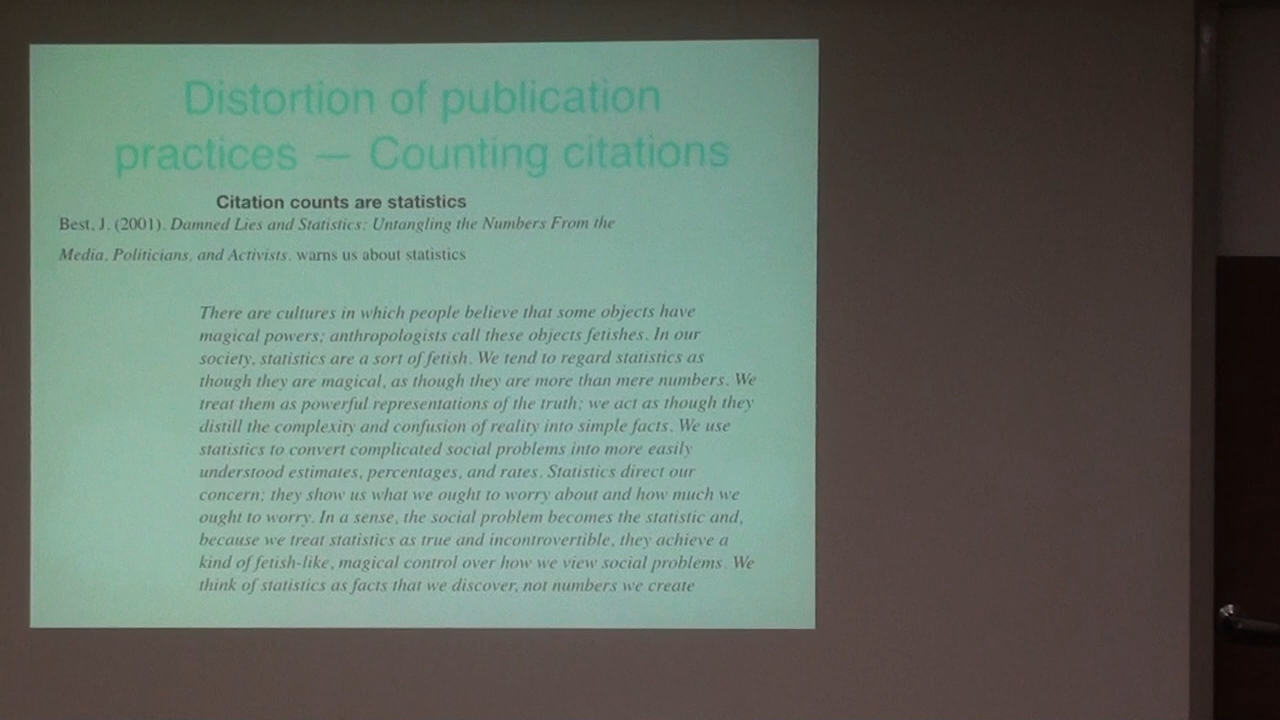 Distortion of publication
practices — Counting citations
Citation counts are statistics
Best, J. (2001). Damned Lies and Statistics: Untangling the Numbers From the
Media, Politicians, and Activists. warns us about statistics
There are cultures in which people believe that some objects have
magical powers; anthropologists call these objects fetishes. In our
society, statistics are a sort of fetish. We tend to regard statistics as
though they are magical, as though they are more than mere numbers. We
treat them as powerful representations of the truth; we act as though they
distill the complexity and confusion of reality into simple facts. We use
statistics to convert complicated social problems into more easily
understood estimates, percentages, and rates. Statistics direct our
concern; they show us what we ought to worry about and how much we
ought to worry. In a sense, the social problem becomes the statistic and,
because we treat statistics as true and incontrovertible, they achieve a
kind of fetish-like, magical control over how we view social problems. We
think of statistics as facts that we discover, not numbers we create